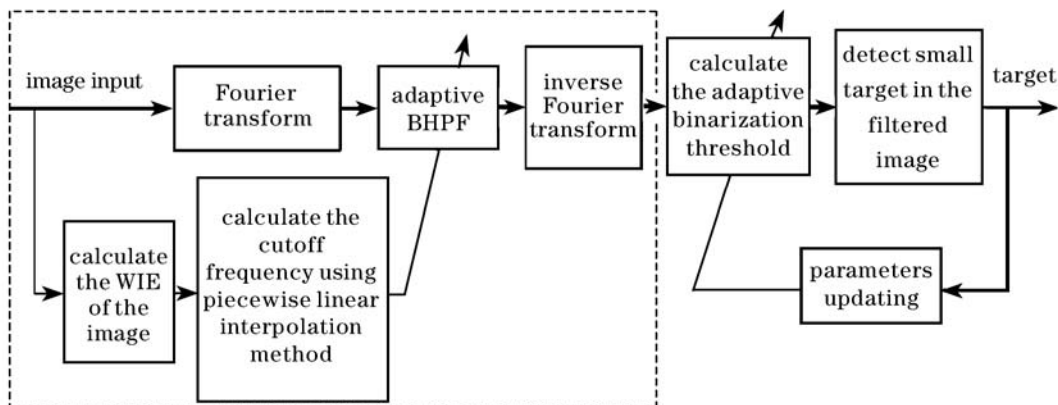 image input
Fourier
transform
adaptive
BHPF
inverse
Fourier
transform
calculate
the adaptive
binarization
threshold
detect small
target in the
filtered
image
target
calculate
the WIE
of the
image
calculate the
cutoff
frequency using
piecewise linear
interpolation
method
parameters
updating